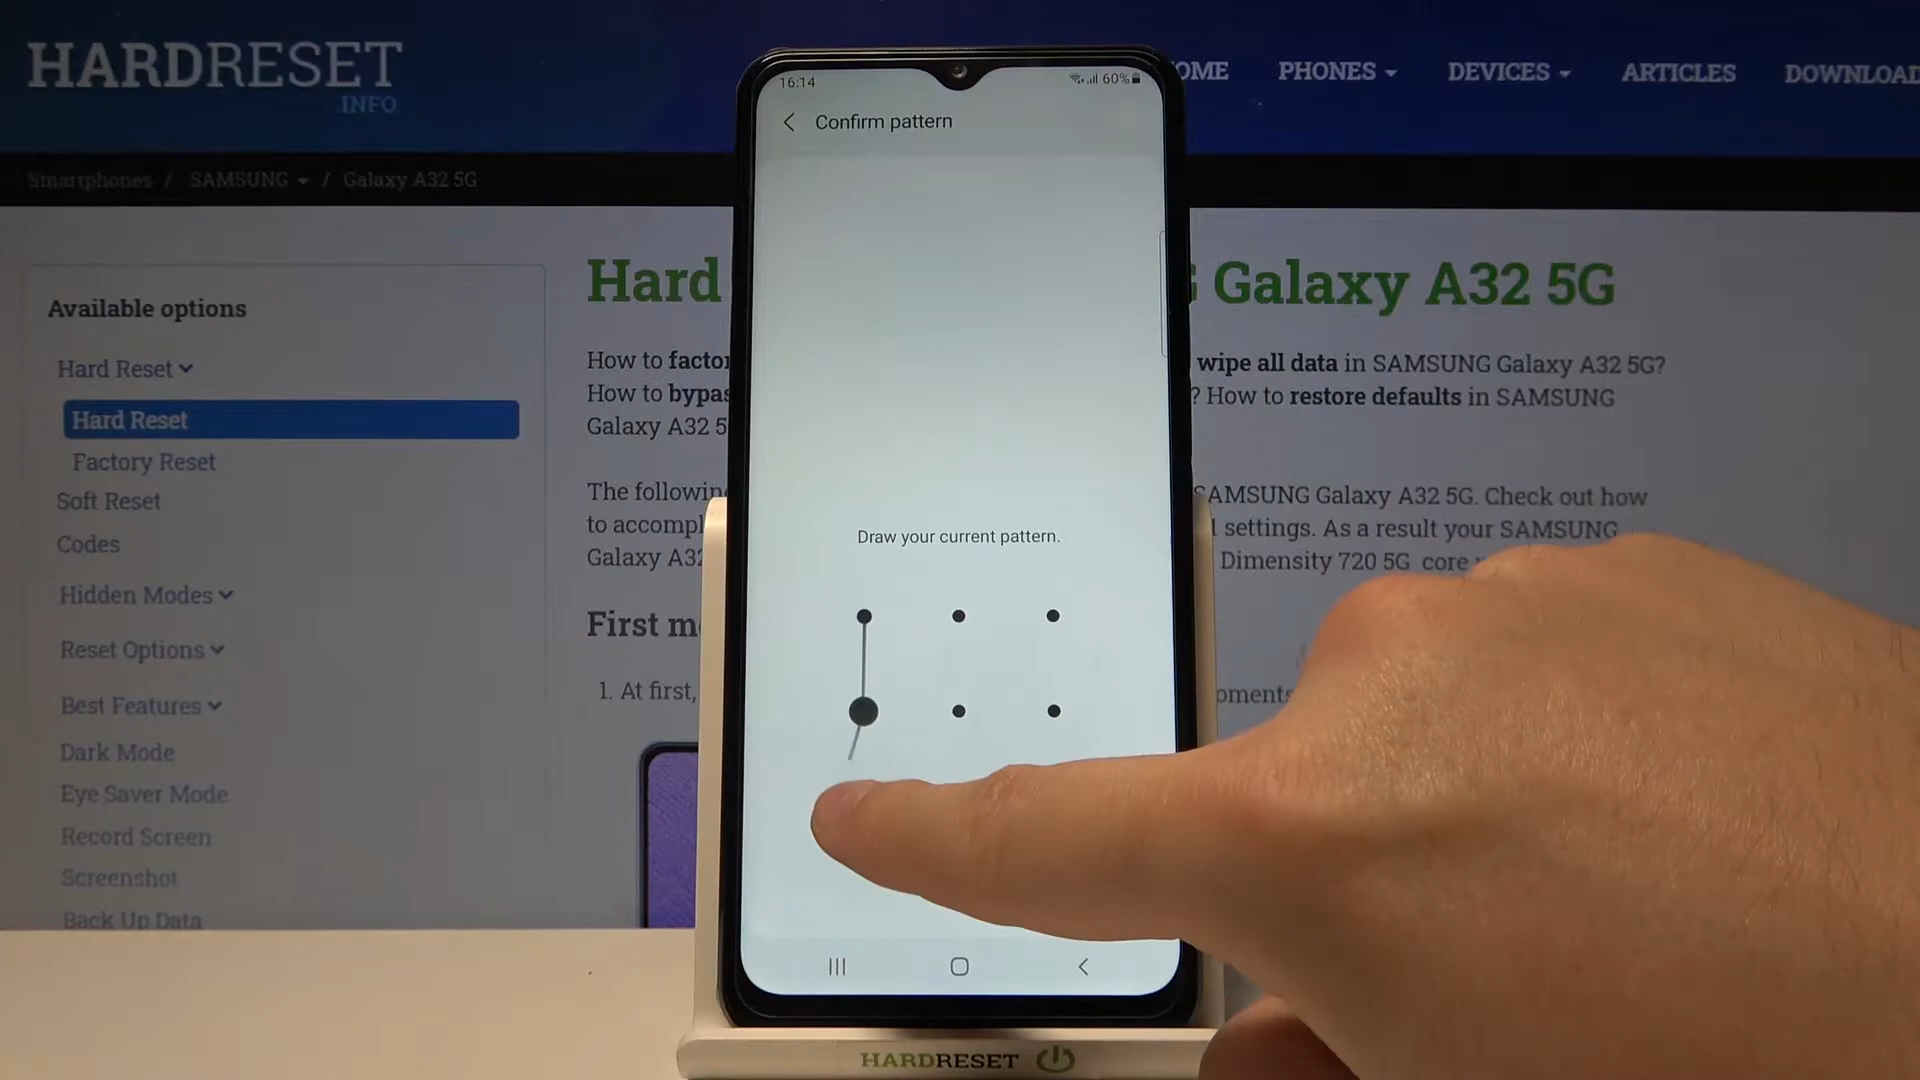 HARDRESET
INFO
OME
PHONES
DEVICES
ARTICLES
DOWNLOAD
Smartphones / SAMSUNG / Galaxy A32 5G
16:14
60%
Confirm pattern
Draw your current pattern.
Available options
Hard Reset
Hard Reset
Factory Reset
Soft Reset
Codes
Hidden Modes
Reset Options
Best Features
Dark Mode
Eye Saver Mode
Record Screen
Screenshot
Back Up Data
Hard Galaxy A32 5G
How to factor wipe all data in SAMSUNG Galaxy A32 5G?
How to bypas ? How to restore defaults in SAMSUNG
Galaxy A32 5
The following SAMSUNG Galaxy A32 5G. Check out how
to accompl settings. As a result your SAMSUNG
Galaxy A32 Dimensity 720 5G core
First m
1. At first, oments
HARDRESET